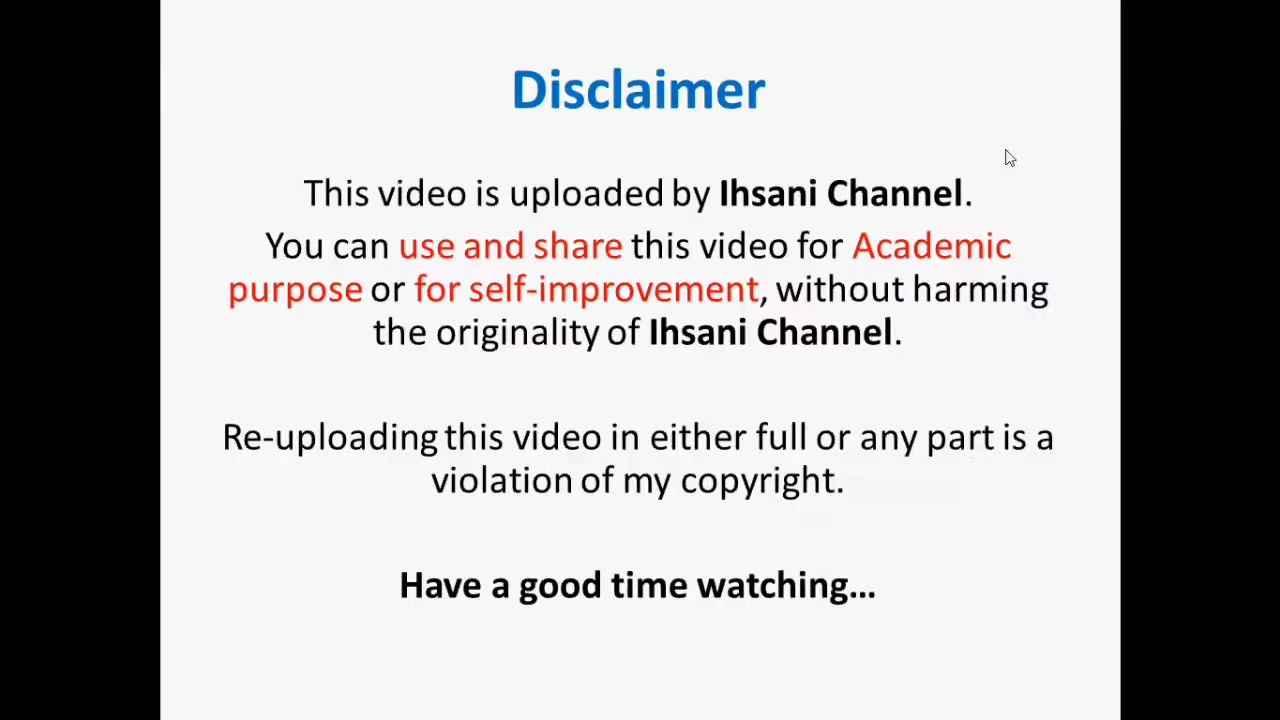 Disclaimer
This video is uploaded by Ihsani Channel.
You can use and share this video for Academic
purpose or for self-improvement, without harming
the originality of Ihsani Channel.
Re-uploading this video in either full or any part is a
violation of my copyright.
Have a good time watching...